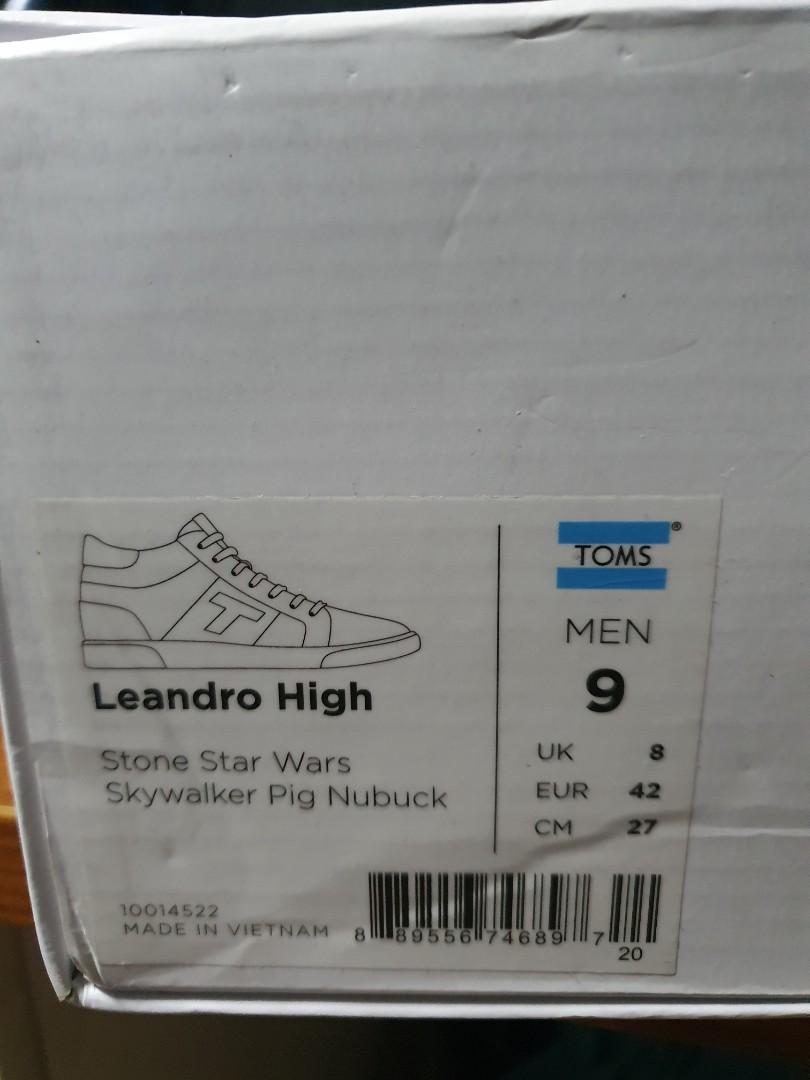 T
Leandro High
Stone Star Wars
Skywalker Pig Nubuck
10014522
MADE IN VIETNAM
TOMS®
MEN
9
UK 8
EUR 42
CM 27
8 89556 74689 7
20